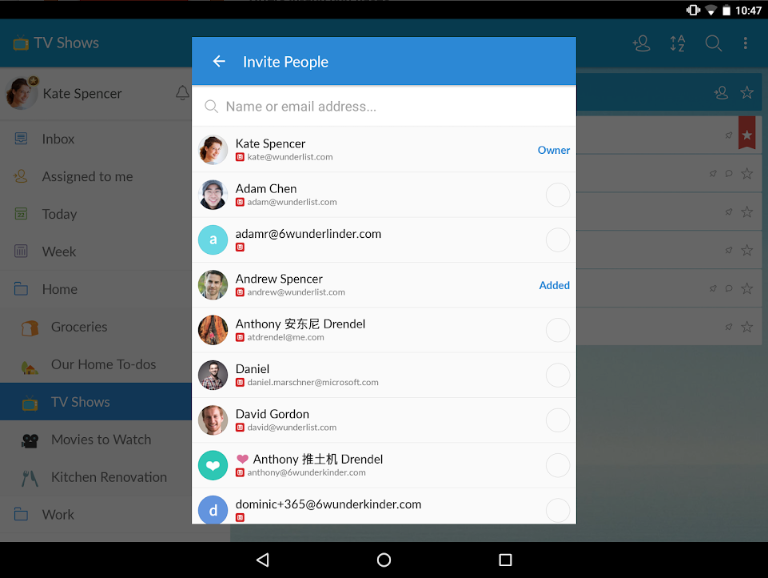 10:47
TV Shows
Kate Spencer
Inbox
Assigned to me
Today
Week
Home
Groceries
Our Home To-dos
TV Shows
Movies to Watch
Kitchen Renovation
Work
Invite People
Name or email address...
Kate Spencer
kate@wunderlist.com
Owner
Adam Chen
adam@wunderlist.com
adamr@6wunderlinder.com
a
Andrew Spencer
andrew@wunderlist.com
Added
Anthony 安东尼 Drendel
atdrendel@me.com
Daniel
daniel.marschner@microsoft.com
David Gordon
david@wunderlist.com
Anthony 推土机 Drendel
anthony@6wunderkinder.com
d
dominic+365@6wunderkinder.com
A
Z